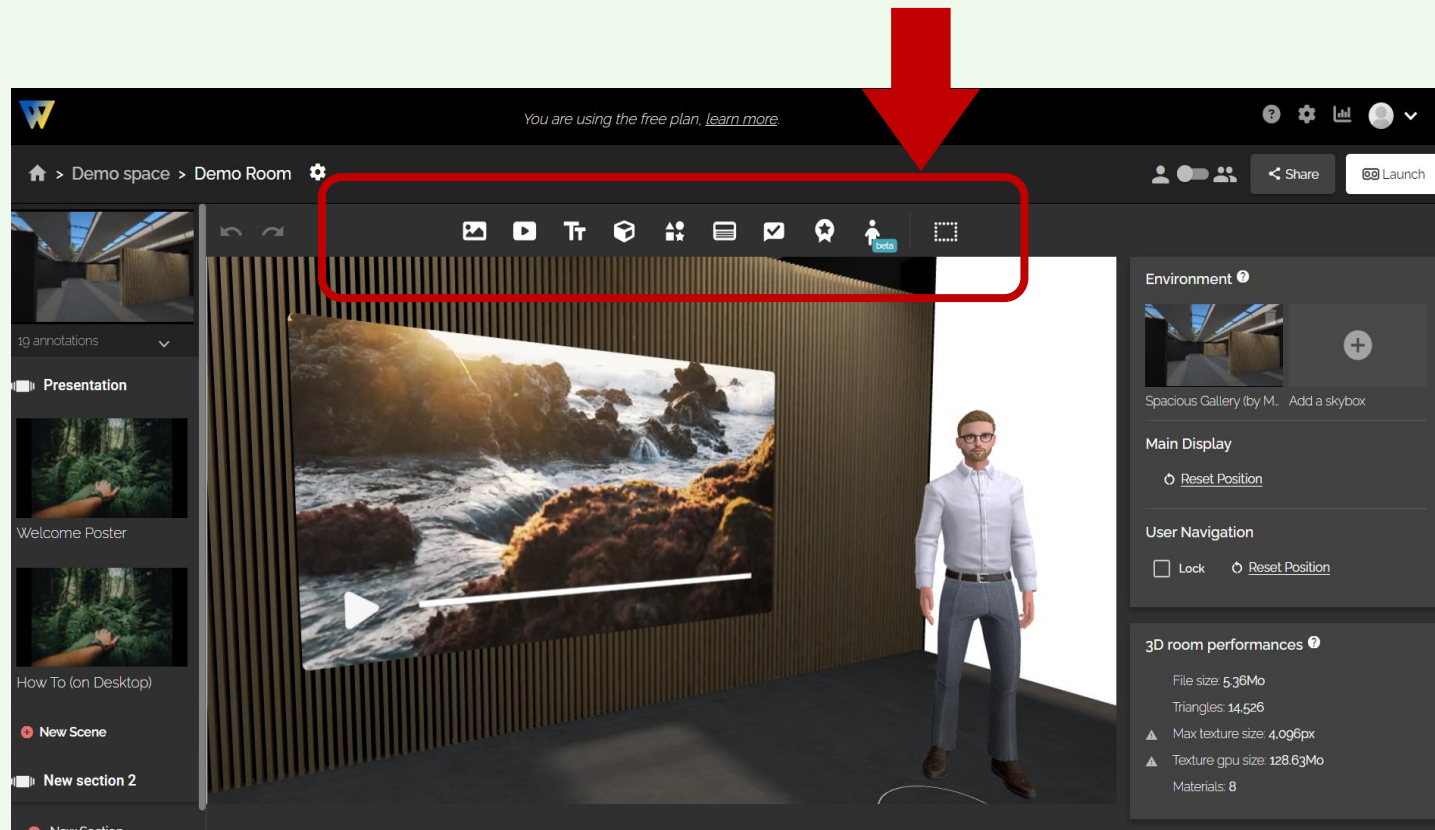 You are using the free plan, learn more.
> Demo space > Demo Room
Share
Launch
TT
beta
19 annotations
Presentation
Welcome Poster
How To (on Desktop)
New Scene
New section 2
New Section
Environment ?
Spacious Gallery (by M...
Add a skybox
Main Display
Reset Position
User Navigation
Lock
Reset Position
3D room performances ?
File size: 5.36Mo
Triangles: 14,526
Max texture size: 4,096px
Texture gpu size: 128.63Mo
Materials: 8